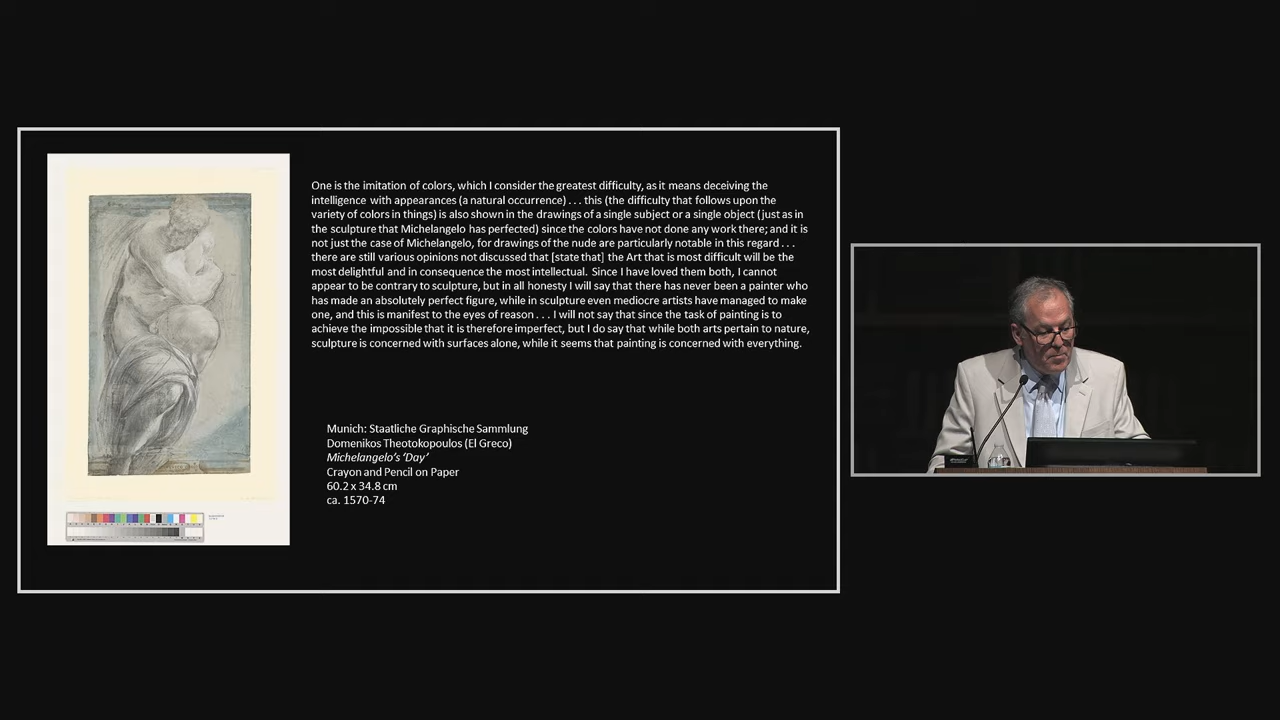 One is the imitation of colors, which I consider the greatest difficulty, as it means deceiving the
intelligence with appearances (a natural occurrence) . . . this (the difficulty that follows upon the
variety of colors in things) is also shown in the drawings of a single subject or a single object (just as in
the sculpture that Michelangelo has perfected) since the colors have not done any work there; and it is
not just the case of Michelangelo, for drawings of the nude are particularly notable in this regard . . .
there are still various opinions not discussed that [state that] the Art that is most difficult will be the
most delightful and in consequence the most intellectual. Since I have loved them both, I cannot
appear to be contrary to sculpture, but in all honesty I will say that there has never been a painter who
has made an absolutely perfect figure, while in sculpture even mediocre artists have managed to make
one, and this is manifest to the eyes of reason . . . I will not say that since the task of painting is to
achieve the impossible that it is therefore imperfect, but I do say that while both arts pertain to nature,
sculpture is concerned with surfaces alone, while it seems that painting is concerned with everything.
Munich: Staatliche Graphische Sammlung
Domenikos Theotokopoulos (El Greco)
Michelangelo's 'Day'
Crayon and Pencil on Paper
60.2 x 34.8 cm
ca. 1570-74